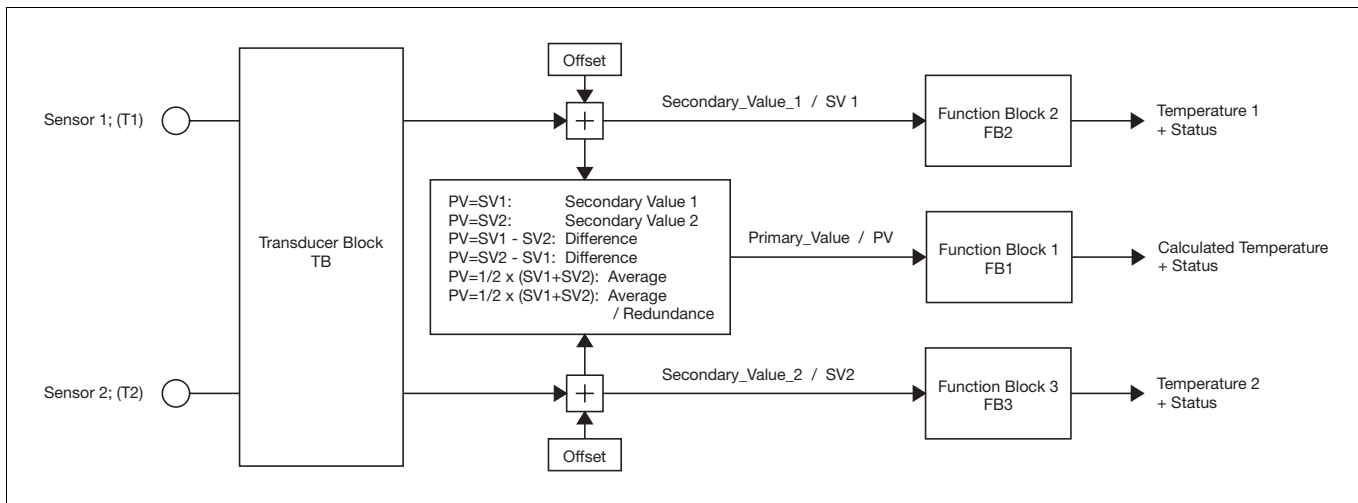 Offset
Sensor 1; (T1)
Secondary_Value_1 / SV 1
Function Block 2
FB2
Temperature 1
+ Status
+
Transducer Block
TB
PV=SV1: Secondary Value 1
PV=SV2: Secondary Value 2
PV=SV1 - SV2: Difference
PV=SV2 - SV1: Difference
PV=1/2 x (SV1+SV2): Average
PV=1/2 x (SV1+SV2): Average
/ Redundance
Primary_Value / PV
Function Block 1
FB1
Calculated Temperature
+ Status
Sensor 2; (T2)
+
Secondary_Value_2 / SV2
Function Block 3
FB3
Temperature 2
+ Status
Offset